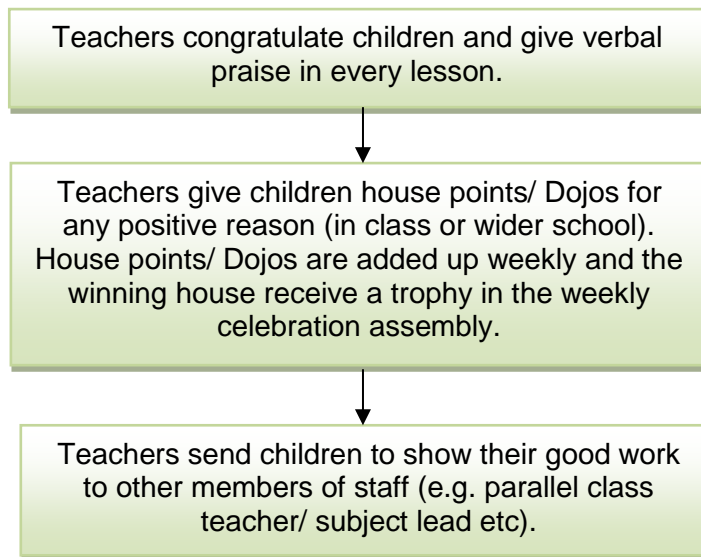 Teachers congratulate children and give verbal
praise in every lesson.
Teachers give children house points/ Dojos for
any positive reason (in class or wider school).
House points/ Dojos are added up weekly and the
winning house receive a trophy in the weekly
celebration assembly.
Teachers send children to show their good work
to other members of staff (e.g. parallel class
teacher/ subject lead etc).